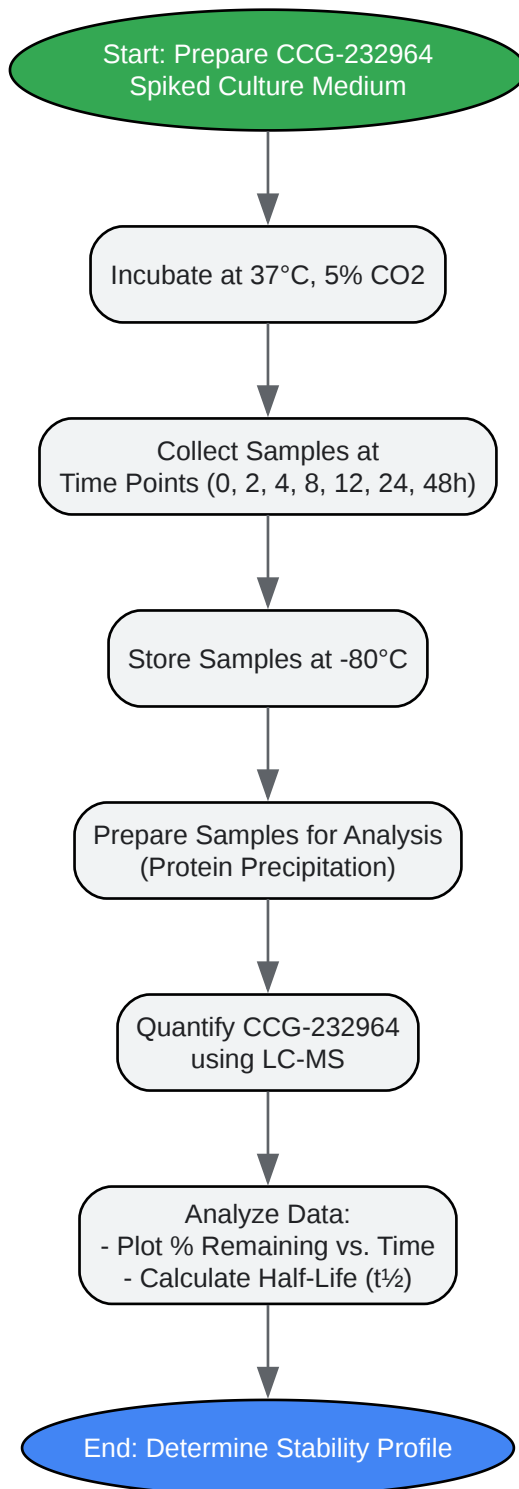 Start: Prepare CCG-232964
Spiked Culture Medium
Incubate at 37°C, 5% CO2
Collect Samples at
Time Points (0, 2, 4, 8, 12, 24, 48h)
Store Samples at -80°C
Prepare Samples for Analysis
(Protein Precipitation)
Quantify CCG-232964
using LC-MS
Analyze Data:
- Plot % Remaining vs. Time
- Calculate Half-Life (t½)
End: Determine Stability Profile